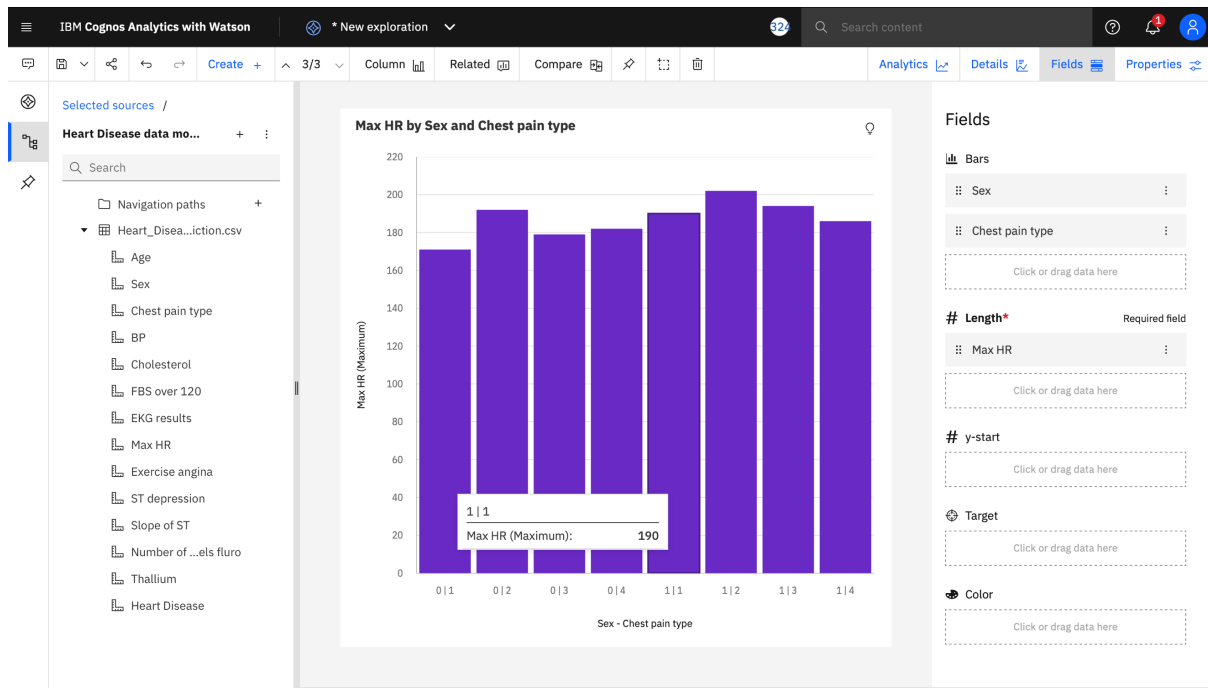 IBM Cognos Analytics with Watson
* New exploration
324
Search content
1
Create +
3/3
Column
Related
Compare
Analytics
Details
Fields
Properties
Selected sources /
Heart Disease data mo...
Search
Navigation paths
Heart_Disea...iction.csv
Age
Sex
Chest pain type
BP
Cholesterol
FBS over 120
EKG results
Max HR
Exercise angina
ST depression
Slope of ST
Number of ...els fluro
Thallium
Heart Disease
Max HR by Sex and Chest pain type
Max HR (Maximum)
220
200
180
160
140
120
100
80
60
40
20
0
1 | 1
Max HR (Maximum): 190
0|1 0|2 0|3 0|4 1|1 1|2 1|3 1|4
Sex - Chest pain type
Fields
Bars
Sex
Chest pain type
Click or drag data here
# Length* Required field
Max HR
Click or drag data here
# y-start
Click or drag data here
Target
Click or drag data here
Color
Click or drag data here